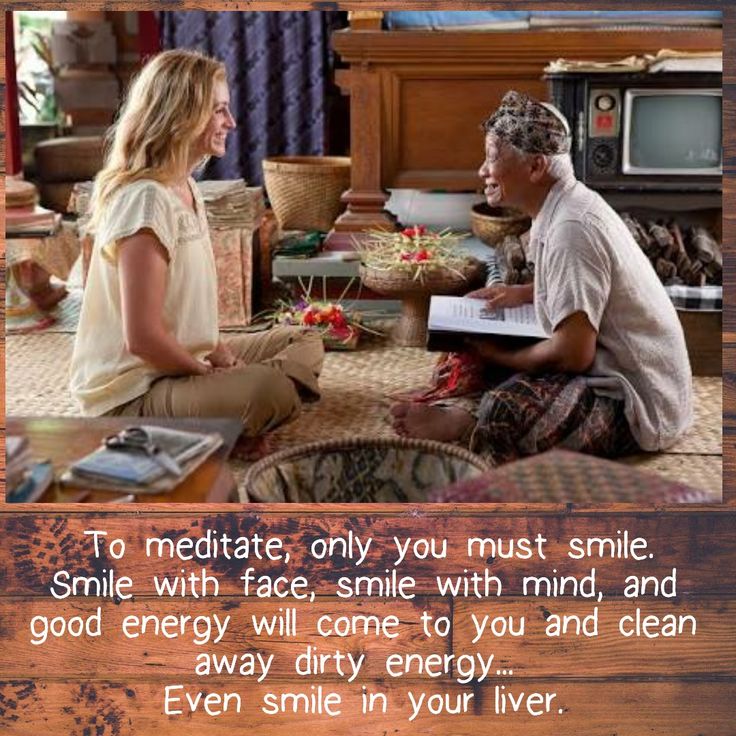 To meditate, only you must smile.
Smile with face, smile with mind, and
good energy will come to you and clean
away dirty energy...
Even smile in your liver.